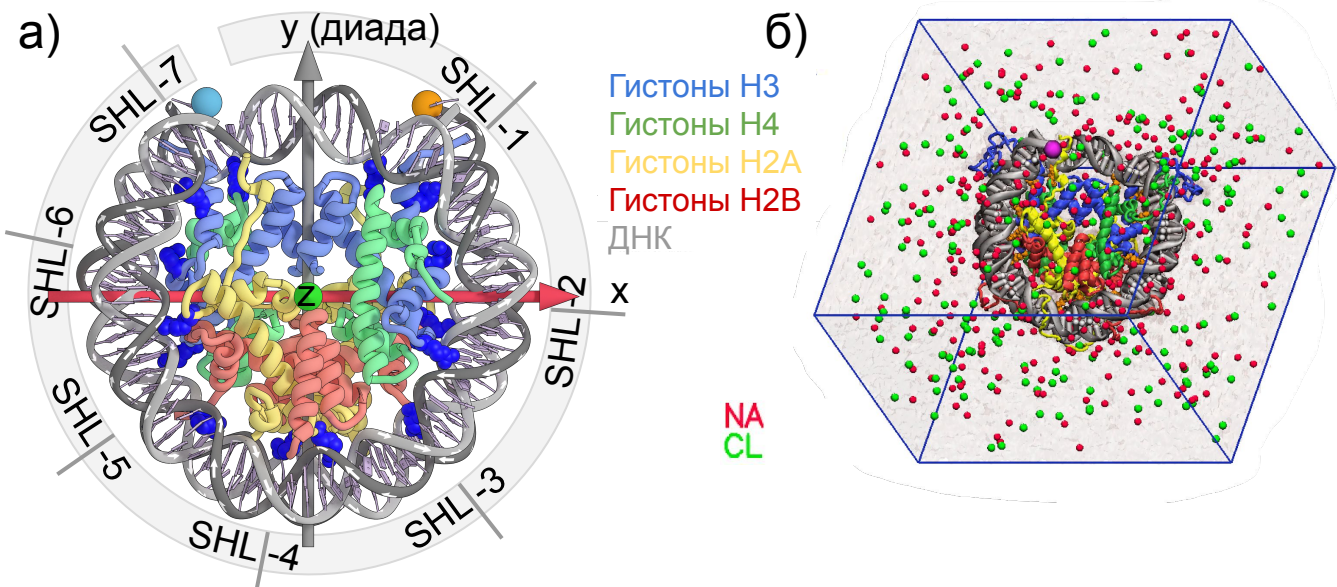 а)
y (диада)
SHL -7
SHL -1
SHL -6
z
x
SHL -2
SHL -5
SHL -3
SHL -4
Гистоны H3
Гистоны H4
Гистоны H2A
Гистоны H2B
ДНК
б)
NA
CL